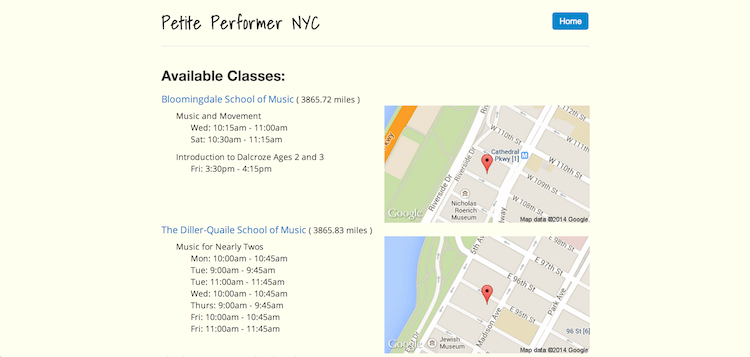 Petite Performer NYC
Home
Available Classes:
Bloomingdale School of Music ( 3865.72 miles )
Music and Movement
Wed: 10:15am - 11:00am
Sat: 10:30am - 11:15am
Introduction to Dalcroze Ages 2 and 3
Fri: 3:30pm - 4:15pm
Pkwy
Riverside Dr
W 111th St
W 110th St
Cathedral
Pkwy [1]
M
W 110th St
Riverside Dr
W 109th St
Nicholas
Roerich
Museum
W 108th St
Google
Map data ©2014 Google
The Diller-Quaile School of Music ( 3865.83 miles )
Music for Nearly Twos
Mon: 10:00am - 10:45am
Tue: 9:00am - 9:45am
Tue: 11:00am - 11:45am
Wed: 10:00am - 10:45am
Thurs: 9:00am - 9:45am
Fri: 10:00am - 10:45am
Fri: 11:00am - 11:45am
5th Ave
E 98th St
E 97th St
E 96th St
Park Ave
E 95th St
Madison Ave
96 St [6]
Jewish
Museum
Google
Map data ©2014 Google